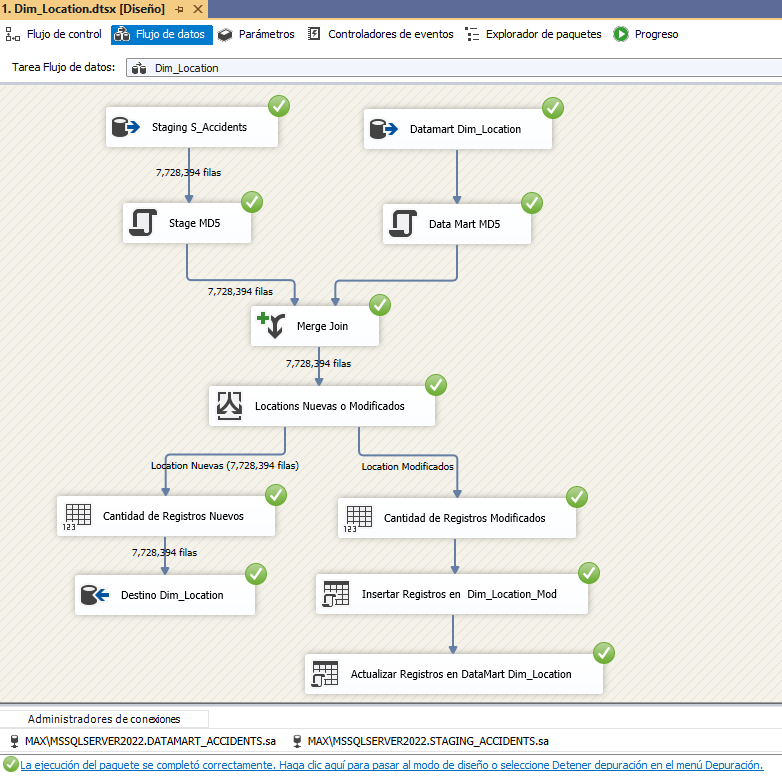 1. Dim_Location.dtsx [Diseño]
Flujo de control
Flujo de datos
Parámetros
Controladores de eventos
Explorador de paquetes
Progreso
Tarea Flujo de datos:
Dim_Location
Staging S_Accidents
Datamart Dim_Location
7,728,394 filas
Stage MD5
Data Mart MD5
7,728,394 filas
Merge Join
7,728,394 filas
Locations Nuevas o Modificados
Location Nuevas (7,728,394 filas)
Location Modificados
Cantidad de Registros Nuevos
123
Cantidad de Registros Modificados
123
7,728,394 filas
Destino Dim_Location
Insertar Registros en Dim_Location_Mod
Actualizar Registros en DataMart Dim_Location
Administradores de conexiones
MAX\MSSQLSERVER2022.DATAMART_ACCIDENTS.sa
MAX\MSSQLSERVER2022.STAGING_ACCIDENTS.sa
La ejecución del paquete se completó correctamente. Haga clic aquí para pasar al modo de diseño o seleccione Detener depuración en el menú Depuración.